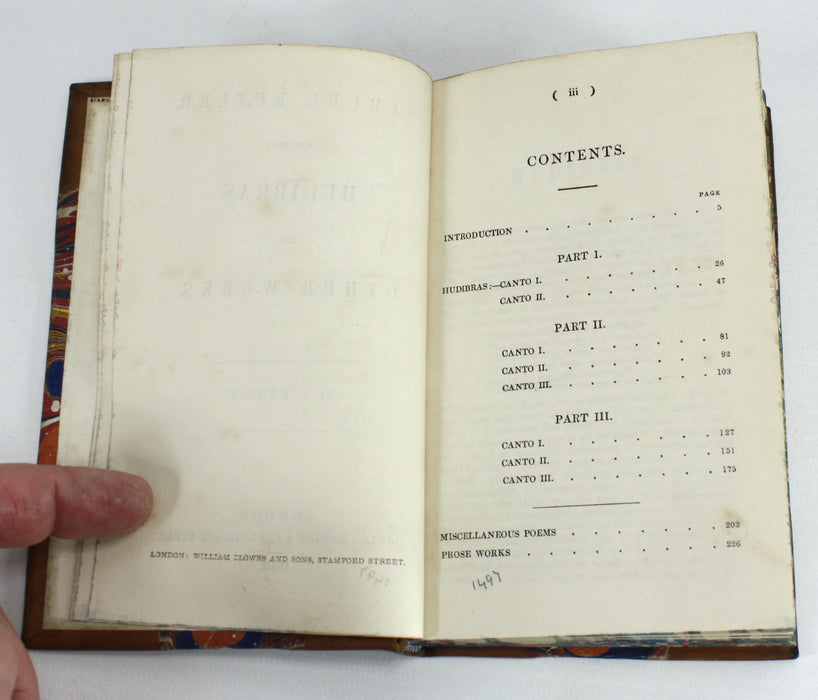 LONDON: WILLIAM CLOWES AND SONS, STAMFORD STREET.
( iii )
CONTENTS.
PAGE
INTRODUCTION . . . . . . . . . 5
PART I.
HUDIBRAS:—CANTO I. . . . . . . 26
CANTO II. . . . . . . 47
PART II.
CANTO I. . . . . . . 81
CANTO II. . . . . . . 92
CANTO III. . . . . . . 103
PART III.
CANTO I. . . . . . . 127
CANTO II. . . . . . . 151
CANTO III. . . . . . . 175
MISCELLANEOUS POEMS . . . . . . . 202
PROSE WORKS . . . . . . . . . 226
1497